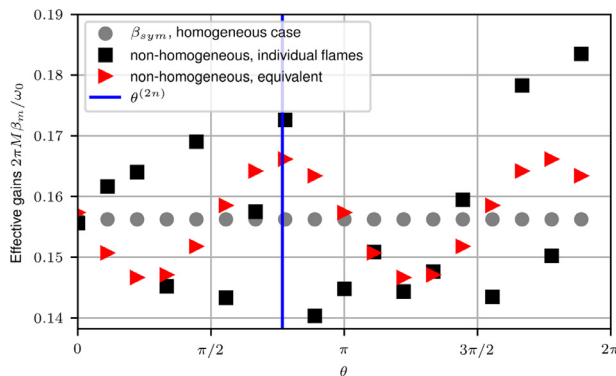 0.19
0.18
0.17
0.16
0.15
0.14
Effective gains 2πMβ_m/ω_0
β_sym, homogeneous case
non-homogeneous, individual flames
non-homogeneous, equivalent
θ^(2n)
0 π/2 π 3π/2 2π
θ